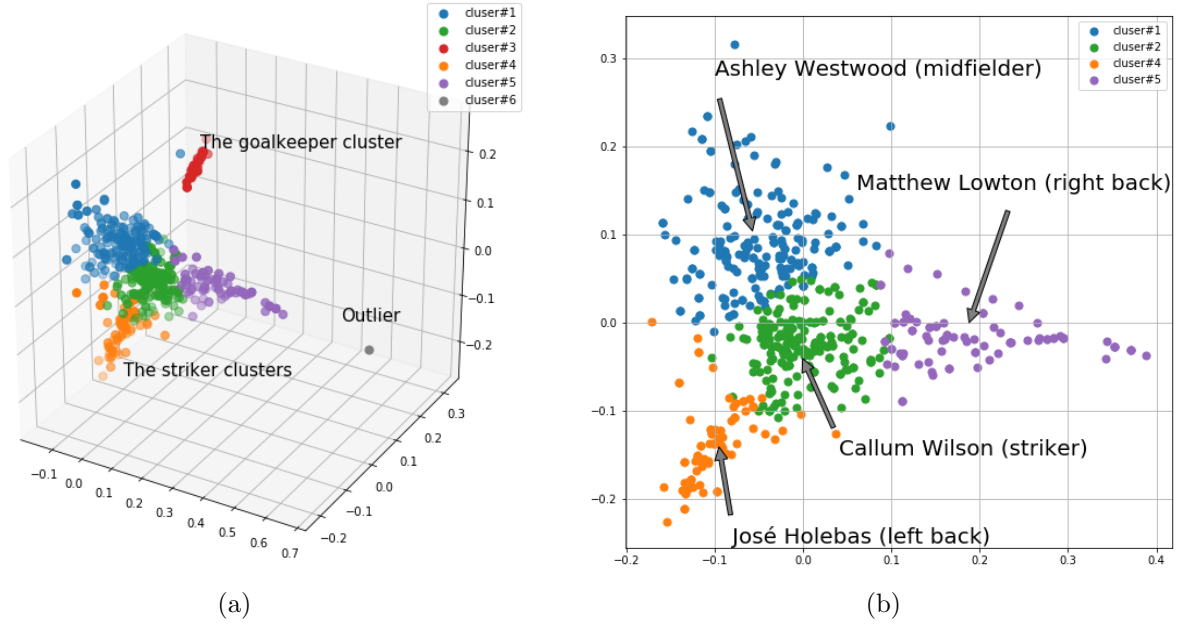 cluser#1
cluser#2
cluser#3
cluser#4
cluser#5
cluser#6
The goalkeeper cluster
Outlier
The striker clusters
0.2
0.1
0.0
−0.1
−0.2
0.3
0.2
0.1
0.0
−0.1
−0.2
−0.1
0.0
0.1
0.2
0.3
0.4
0.5
0.6
0.7
(a)
cluser#1
cluser#2
cluser#4
cluser#5
Ashley Westwood (midfielder)
Matthew Lowton (right back)
Callum Wilson (striker)
José Holebas (left back)
0.3
0.2
0.1
0.0
−0.1
−0.2
−0.2
−0.1
0.0
0.1
0.2
0.3
0.4
(b)